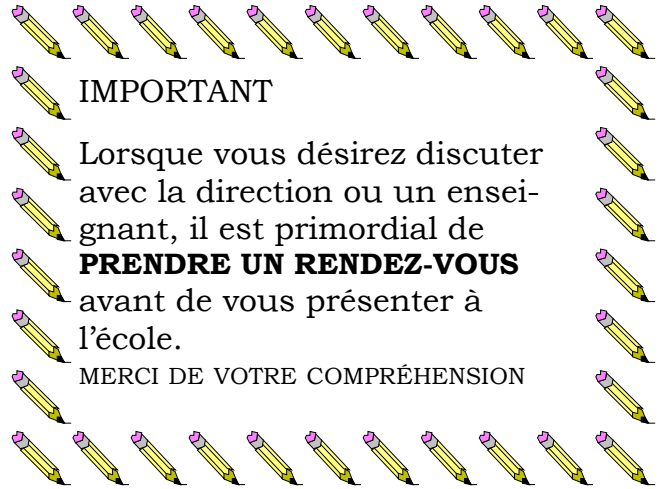 IMPORTANT
Lorsque vous désirez discuter
avec la direction ou un ensei-
gnant, il est primordial de
PRENDRE UN RENDEZ-VOUS
avant de vous présenter à
l’école.
MERCI DE VOTRE COMPRÉHENSION